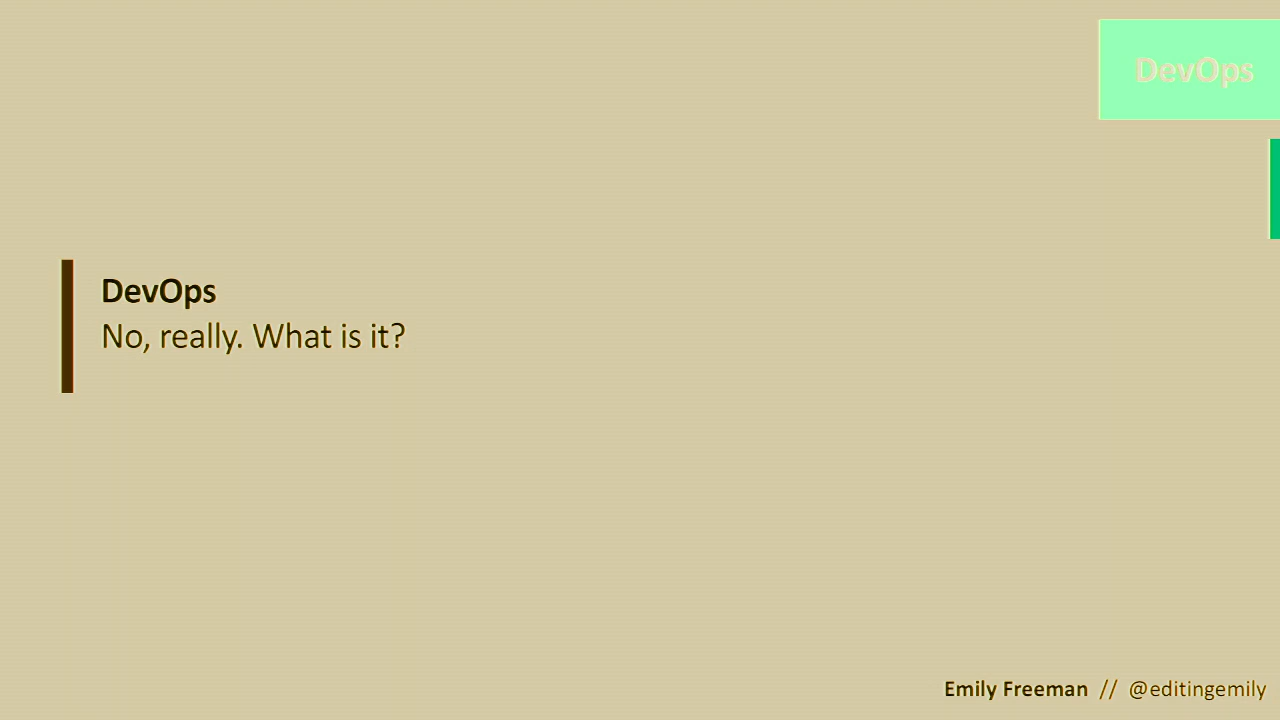 DevOps
DevOps
No, really. What is it?
Emily Freeman // @editingemily